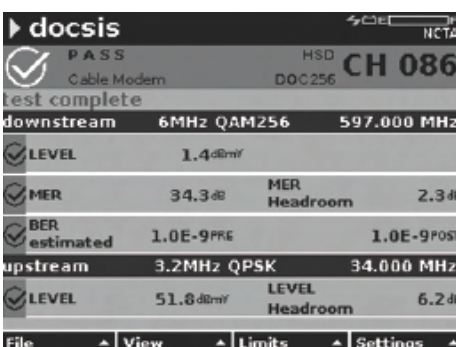 docsis
NCTA
PASS HSD CH 086
Cable Modem DOC256
test complete
downstream 6MHz QAM256 597.000 MHz
LEVEL 1.4dBmV
MER 34.3dB MER Headroom 2.3d
BER estimated 1.0E-9PRE 1.0E-9POST
upstream 3.2MHz QPSK 34.000 MHz
LEVEL 51.8dBmV LEVEL Headroom 6.2d
File View Limits Settings